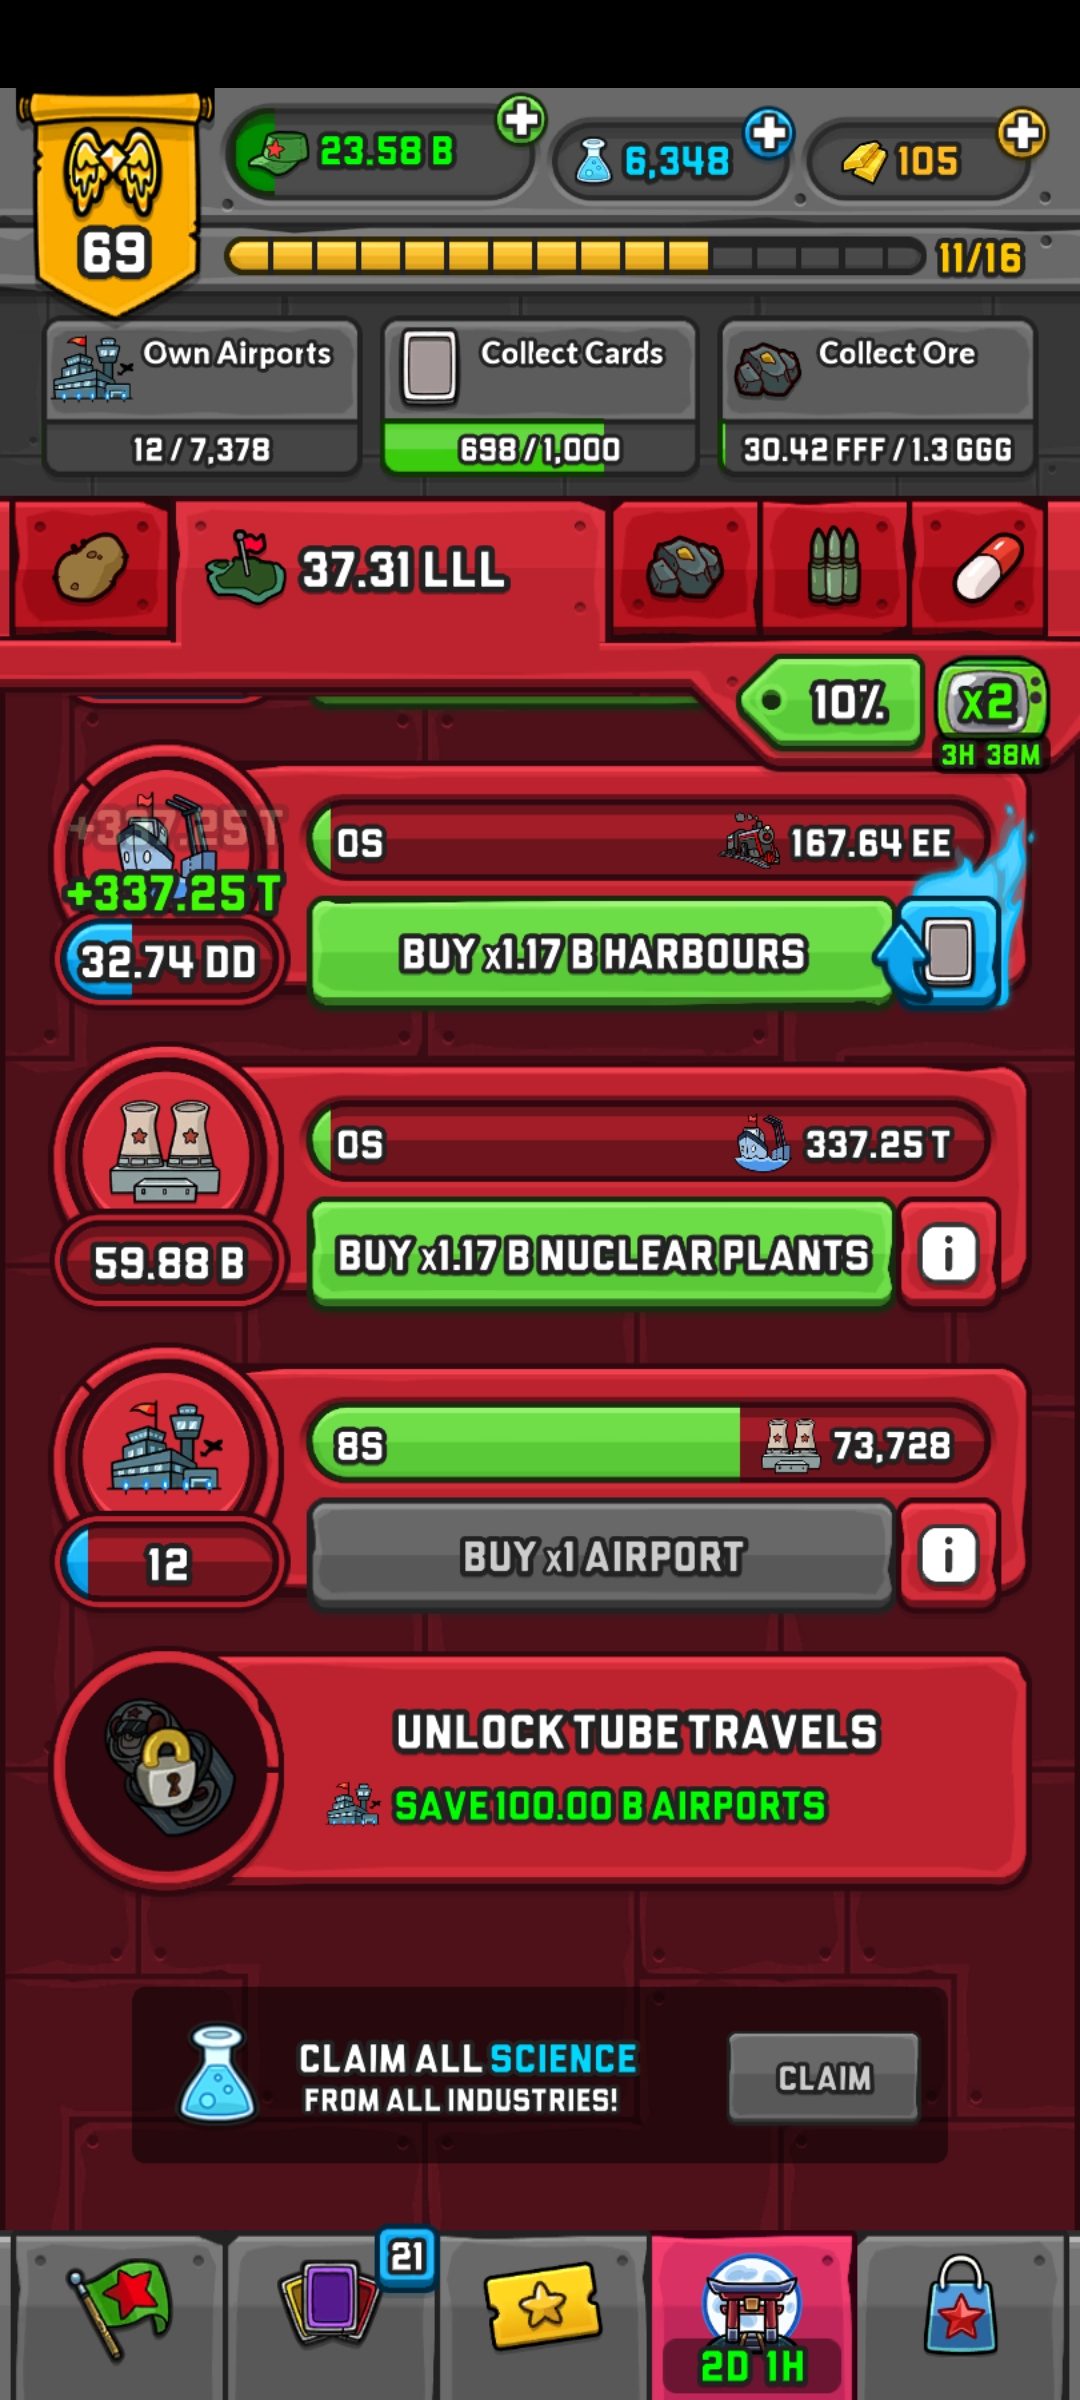 69
23.58 B
6,348
105
11/16
Own Airports
12 / 7,378
Collect Cards
698 / 1,000
Collect Ore
30.42 FFF / 1.3 GGG
37.31 LLL
10%
x2
3H 38M
+337.25 T
+337.25 T
32.74 DD
0S
167.64 EE
BUY x1.17 B HARBOURS
59.88 B
0S
337.25 T
BUY x1.17 B NUCLEAR PLANTS
i
12
8S
73,728
BUY x1 AIRPORT
i
UNLOCK TUBE TRAVELS
SAVE 100.00 B AIRPORTS
CLAIM ALL SCIENCE
FROM ALL INDUSTRIES!
CLAIM
21
2D 1H